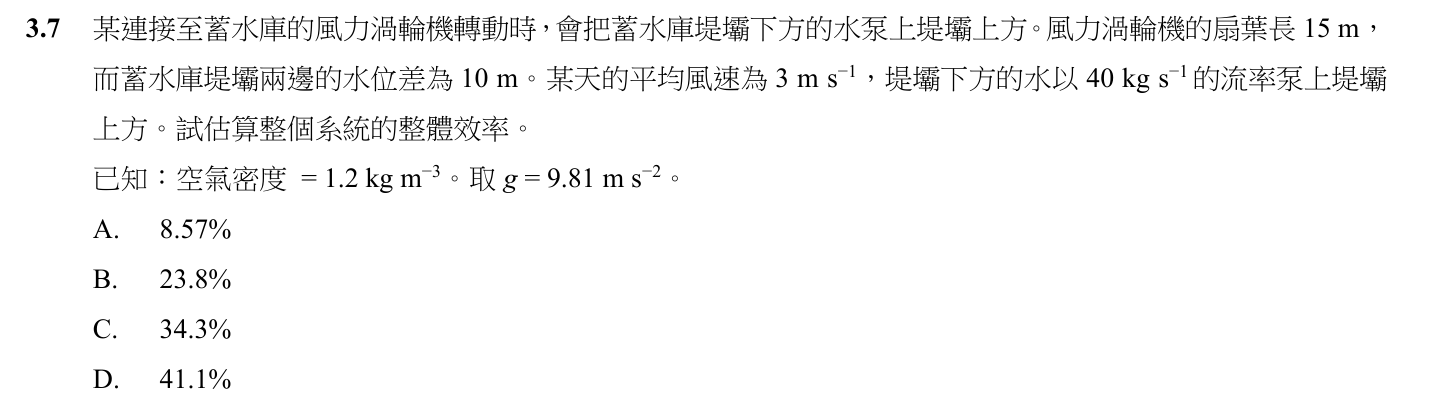 3.7 某連接至蓄水庫的風力渦輪機轉動時，會把蓄水庫堤壩下方的水泵上堤壩上方。風力渦輪機的扇葉長 15 m，
而蓄水庫堤壩兩邊的水位差為 10 m。某天的平均風速為 3 m s⁻¹，堤壩下方的水以 40 kg s⁻¹ 的流率泵上堤壩
上方。試估算整個系統的整體效率。
已知：空氣密度 = 1.2 kg m⁻³。取 g = 9.81 m s⁻²。
A. 8.57%
B. 23.8%
C. 34.3%
D. 41.1%